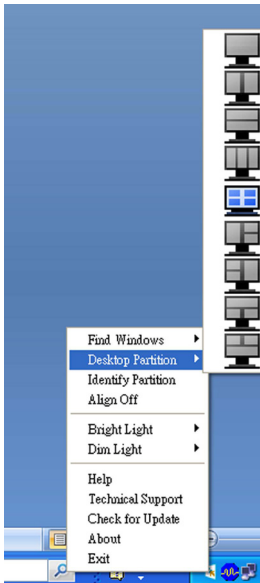 Find Windows
Desktop Partition
Identify Partition
Align Off
Bright Light
Dim Light
Help
Technical Support
Check for Update
About
Exit